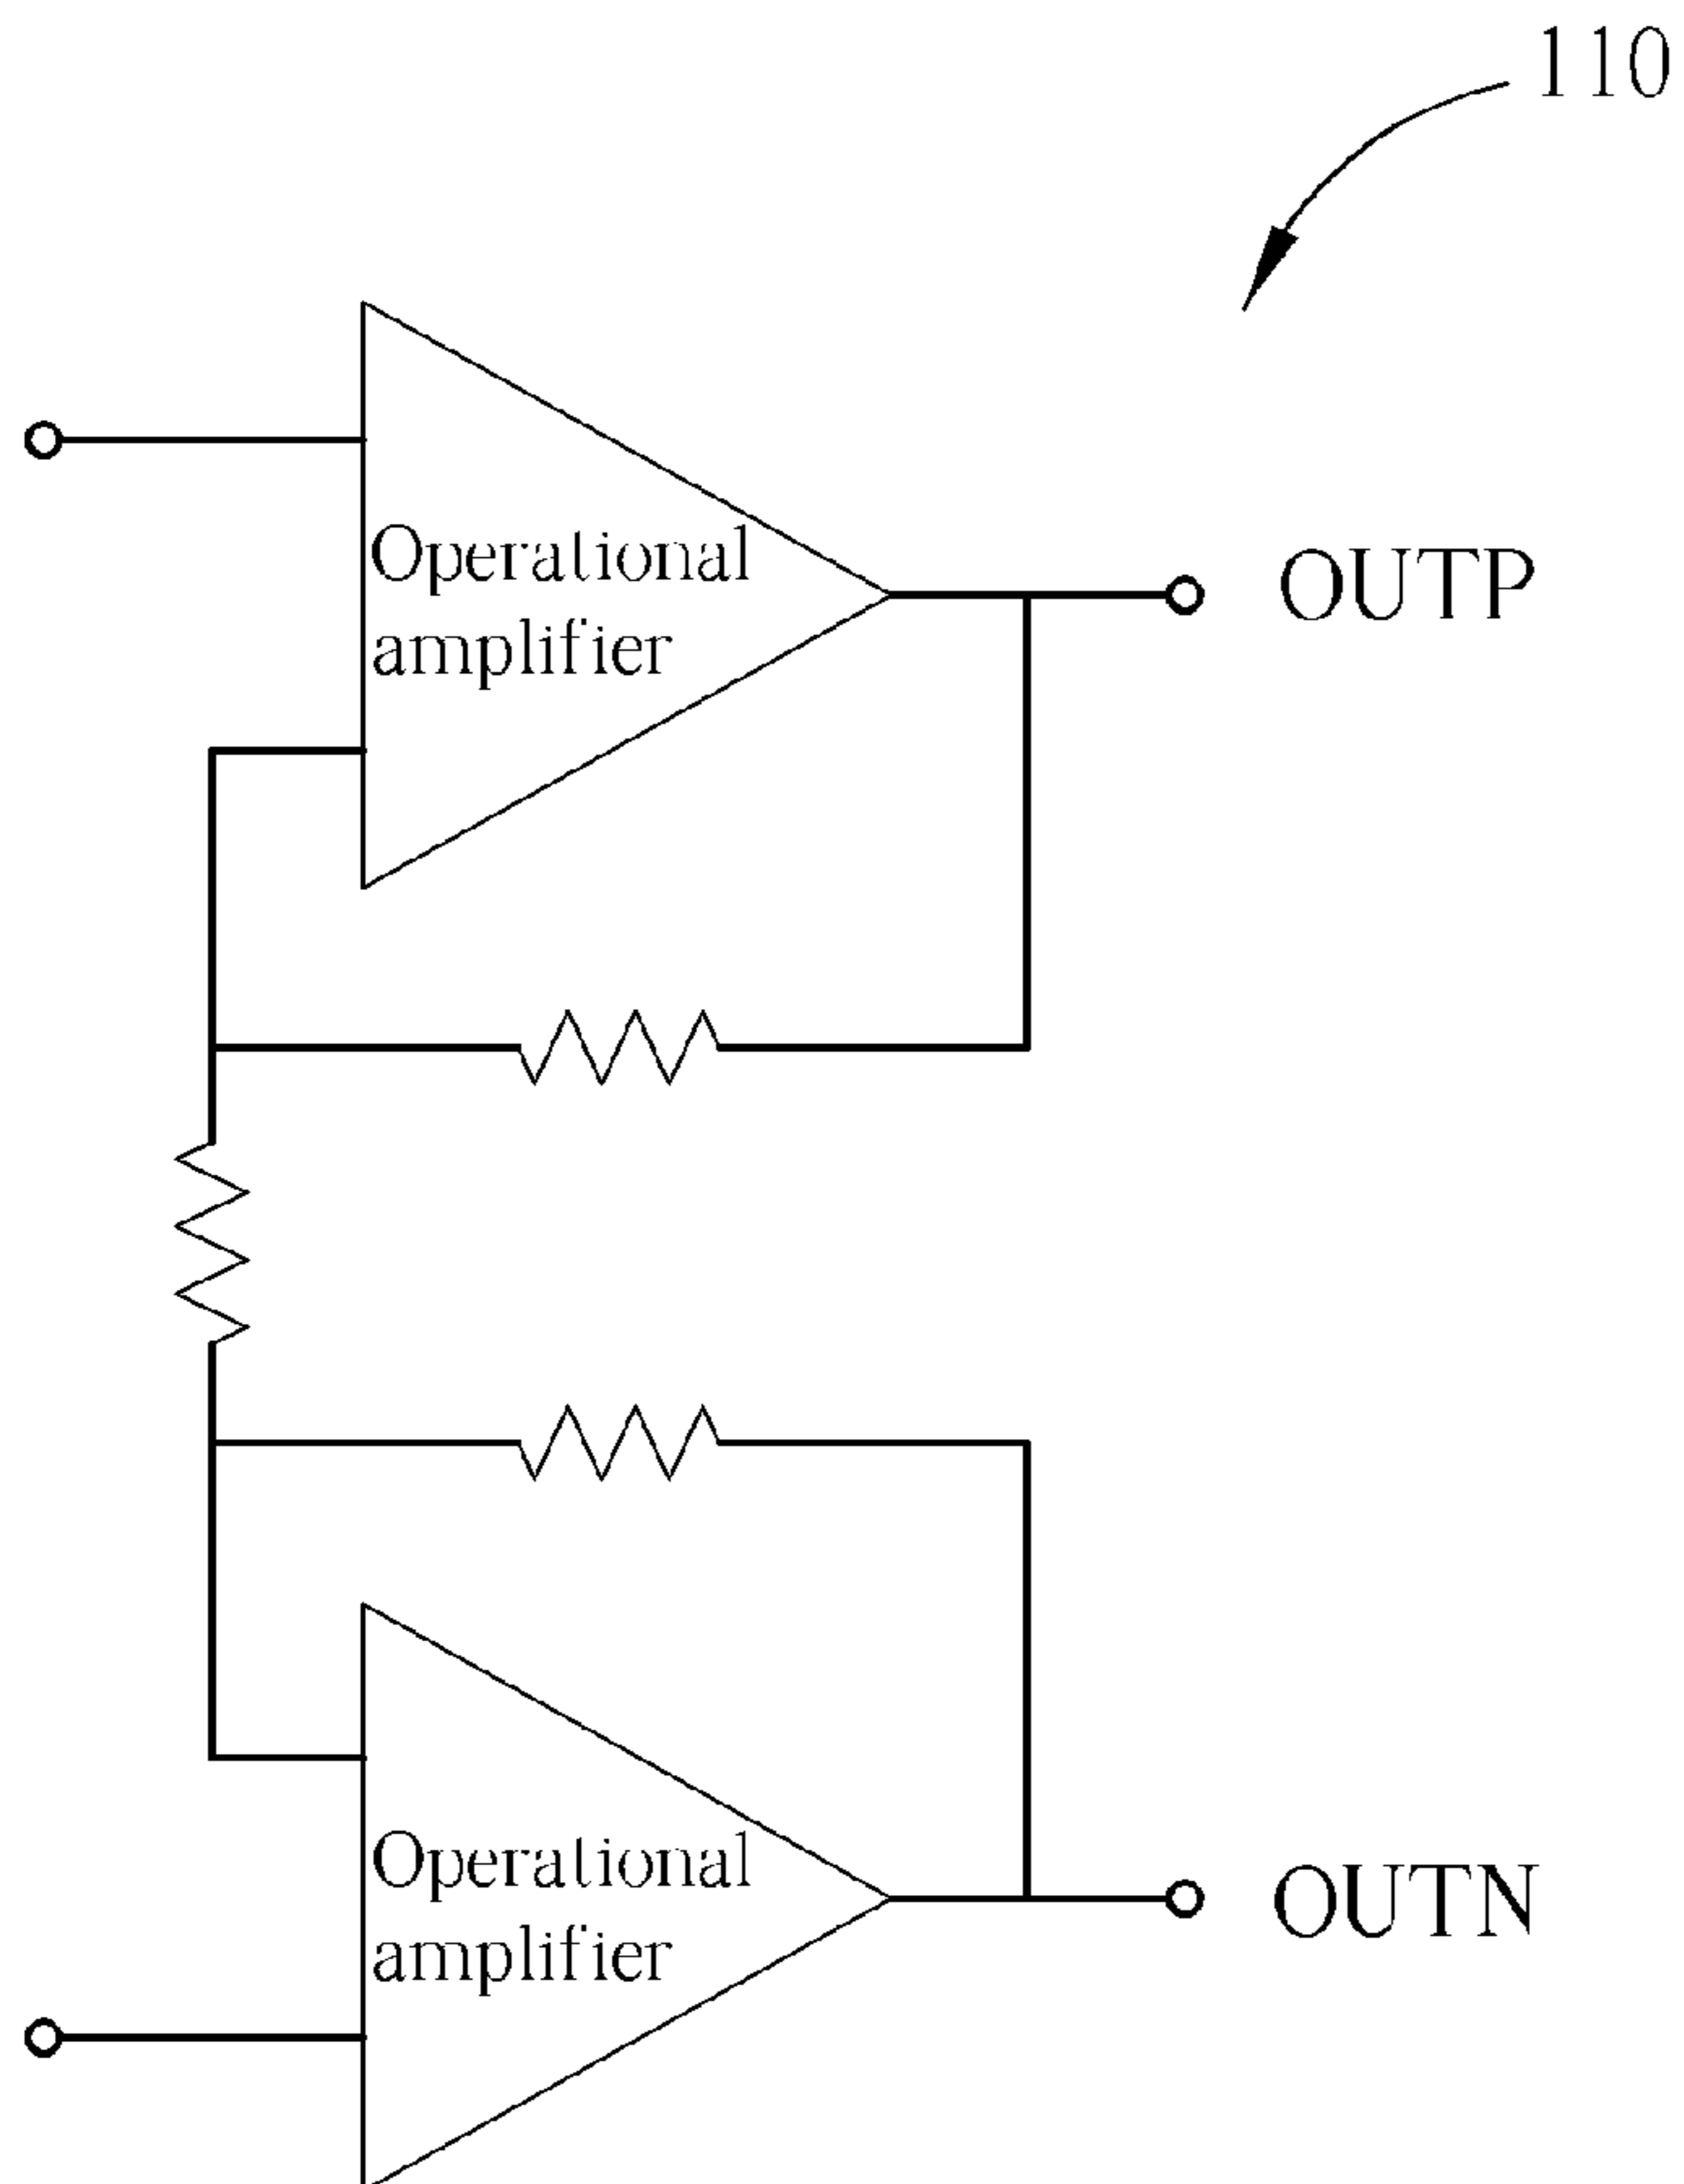 110
Operational
amplifier
OUTP
Operational
amplifier
OUTN